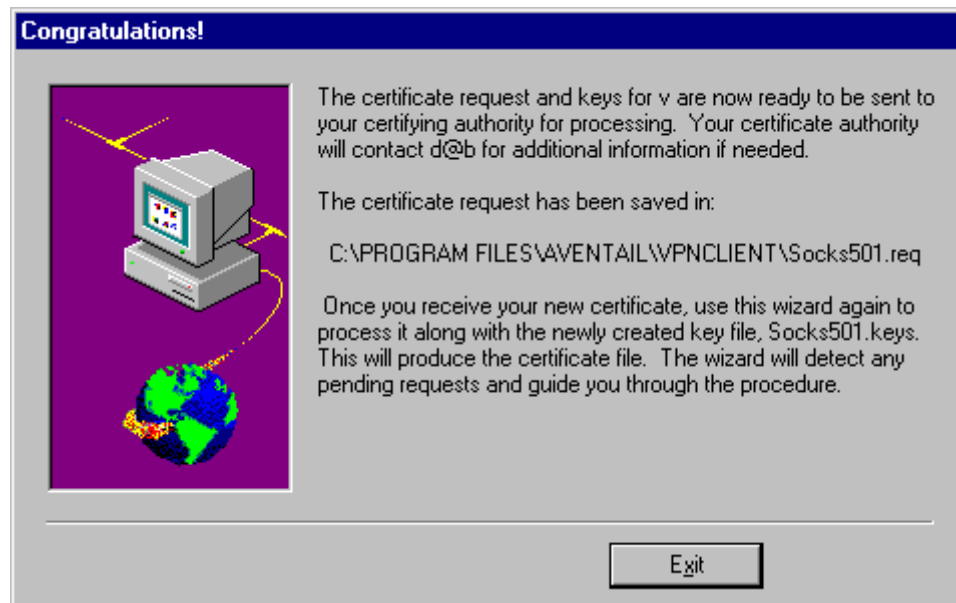 Congratulations!
The certificate request and keys for v are now ready to be sent to
your certifying authority for processing.  Your certificate authority
will contact d@b for additional information if needed.
The certificate request has been saved in:
C:\PROGRAM FILES\AVENTAIL\VPNCLIENT\Socks501.req
Once you receive your new certificate, use this wizard again to
process it along with the newly created key file, Socks501.keys.
This will produce the certificate file.  The wizard will detect any
pending requests and guide you through the procedure.
Exit